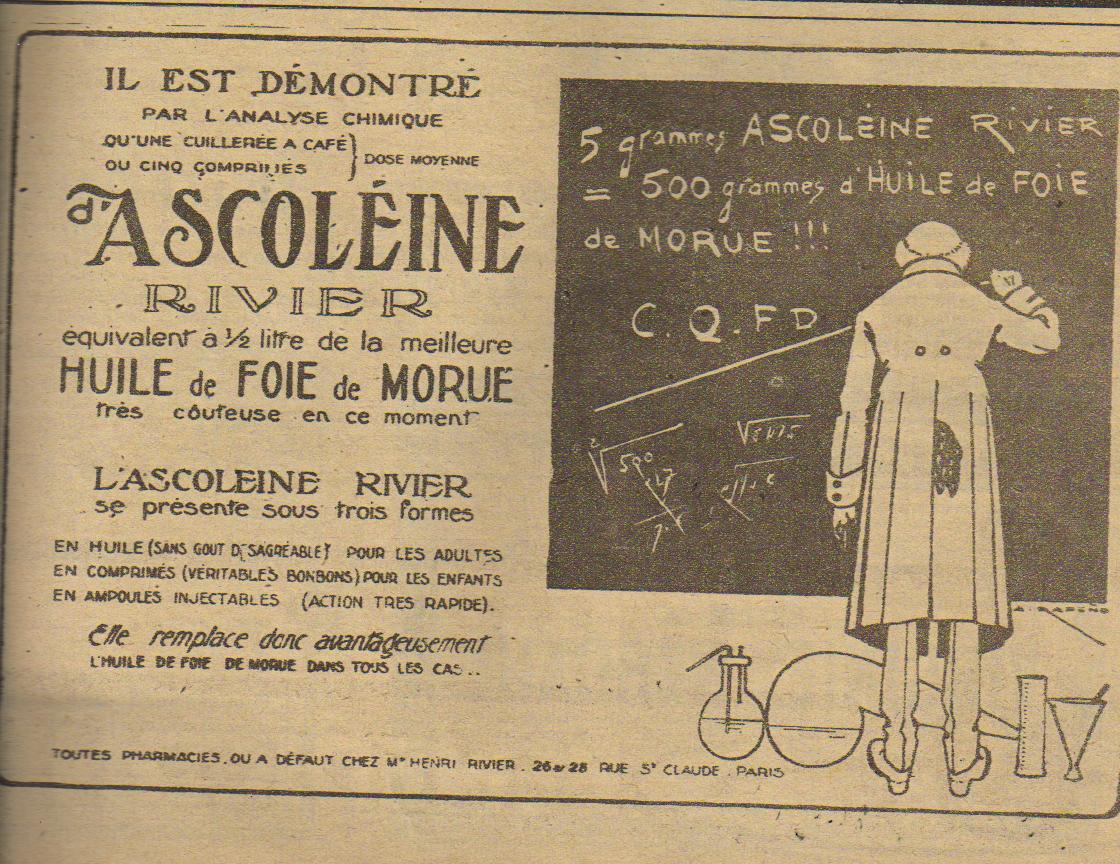 IL EST DÉMONTRÉ
PAR L'ANALYSE CHIMIQUE
QU'UNE CUILLERÉE A CAFÉ
OU CINQ COMPRIMÉS
DOSE MOYENNE
d'ASCOLÉINE
RIVIER
équivalent à ½ litre de la meilleure
HUILE de FOIE de MORUE
très coûteuse en ce moment
L'ASCOLEINE RIVIER
se présente sous trois formes
EN HUILE (SANS GOUT DÉSAGRÉABLE) POUR LES ADULTES
EN COMPRIMÉS (VÉRITABLES BONBONS) POUR LES ENFANTS
EN AMPOULES INJECTABLES (ACTION TRES RAPIDE).
Elle remplace donc avantageusement
L'HUILE DE FOIE DE MORUE DANS TOUS LES CAS..
TOUTES PHARMACIES. OU A DÉFAUT CHEZ Mr HENRI RIVIER. 26 et 28 RUE St CLAUDE. PARIS
5 grammes ASCOLEINE RIVIER
= 500 grammes d'HUILE de FOIE
de MORUE !!!
C.Q.FD